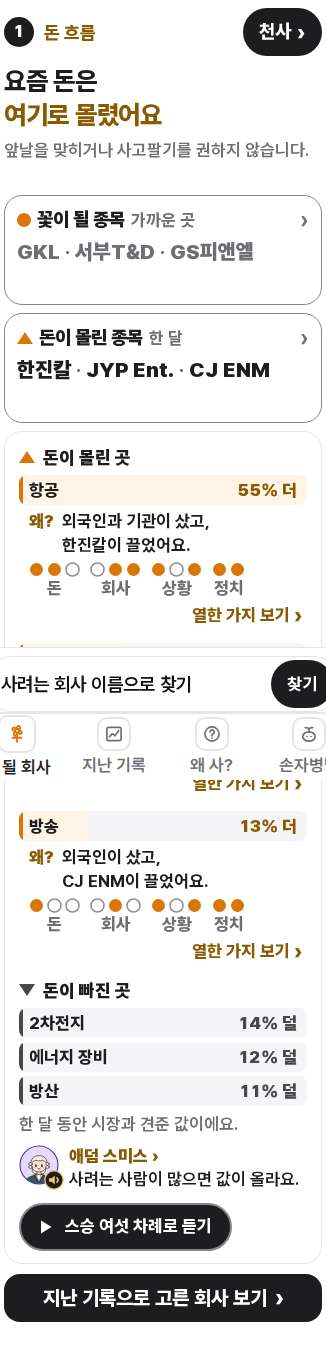 1 돈 흐름
천사 ›
요즘 돈은
여기로 몰렸어요
앞날을 맞히거나 사고팔기를 권하지 않습니다.
꽃이 될 종목 가까운 곳 ›
GKL · 서부T&D · GS피앤엘
돈이 몰린 종목 한 달 ›
한진칼 · JYP Ent. · CJ ENM
돈이 몰린 곳
항공 55% 더
왜? 외국인과 기관이 샀고,
한진칼이 끌었어요.
돈 회사 상황 정치
열한 가지 보기 ›
사려는 회사 이름으로 찾기 찾기
될 회사 지난 기록 왜 사? 손자병
열한 가지 보기 ›
방송 13% 더
왜? 외국인이 샀고,
CJ ENM이 끌었어요.
돈 회사 상황 정치
열한 가지 보기 ›
돈이 빠진 곳
2차전지 14% 덜
에너지 장비 12% 덜
방산 11% 덜
한 달 동안 시장과 견준 값이에요.
애덤 스미스 ›
사려는 사람이 많으면 값이 올라요.
스승 여섯 차례로 듣기
지난 기록으로 고른 회사 보기 ›